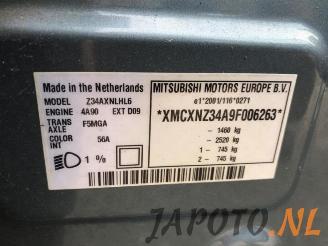 Made in the Netherlands
MITSUBISHI MOTORS EUROPE B.V.
MODEL Z34AXNLHL6
e1*2001/116*0271
ENGINE 4A90 EXT D09
*XMCXNZ34A9F006263*
TRANS F5MGA
AXLE
COLOR 56A
- 1460 kg
- 2520 kg
1 - 745 kg
2 - 745 kg
1 %
JAPOTO.NL